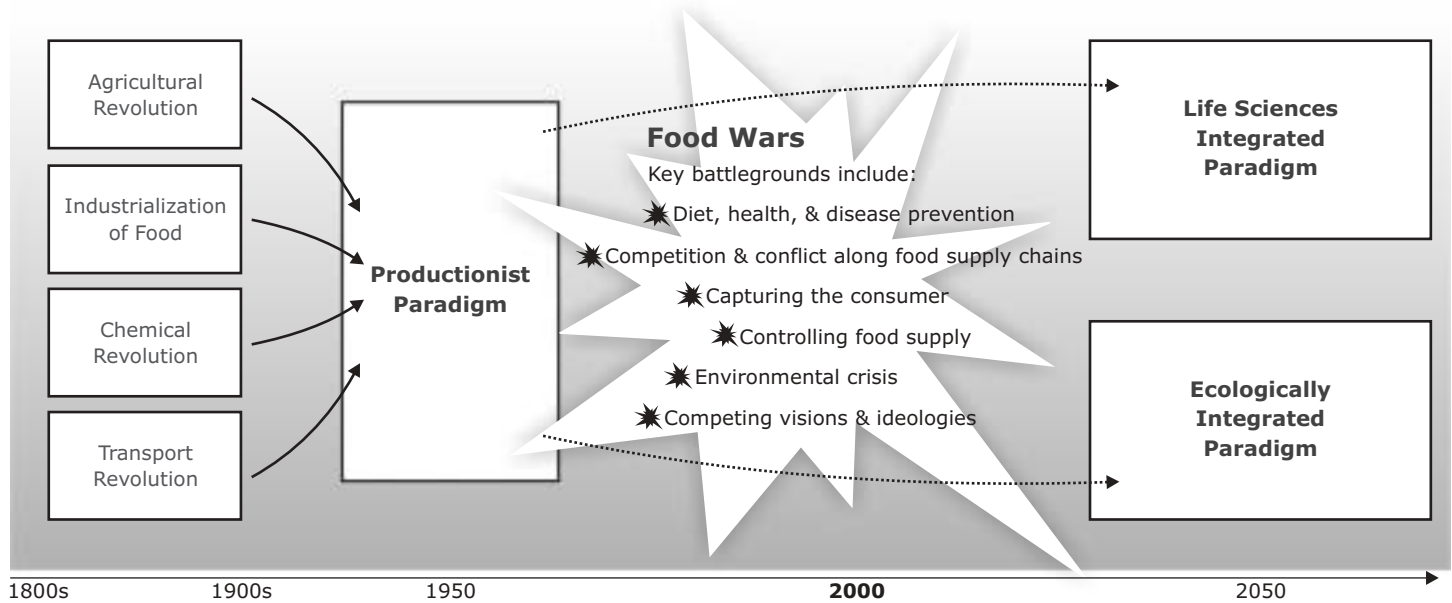 Agricultural
Revolution
Industrialization
of Food
Chemical
Revolution
Transport
Revolution
Productionist
Paradigm
Food Wars
Key battlegrounds include:
Diet, health, & disease prevention
Competition & conflict along food supply chains
Capturing the consumer
Controlling food supply
Environmental crisis
Competing visions & ideologies
Life Sciences
Integrated
Paradigm
Ecologically
Integrated
Paradigm
1800s
1900s
1950
2000
2050